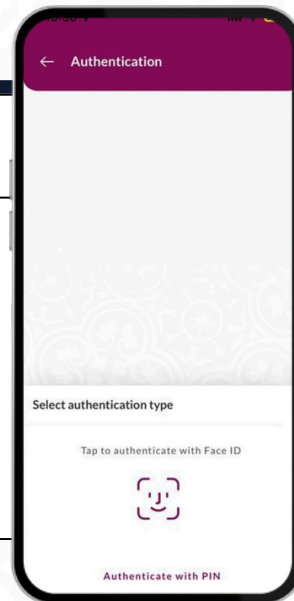 ← Authentication
Select authentication type
Tap to authenticate with Face ID
Authenticate with PIN